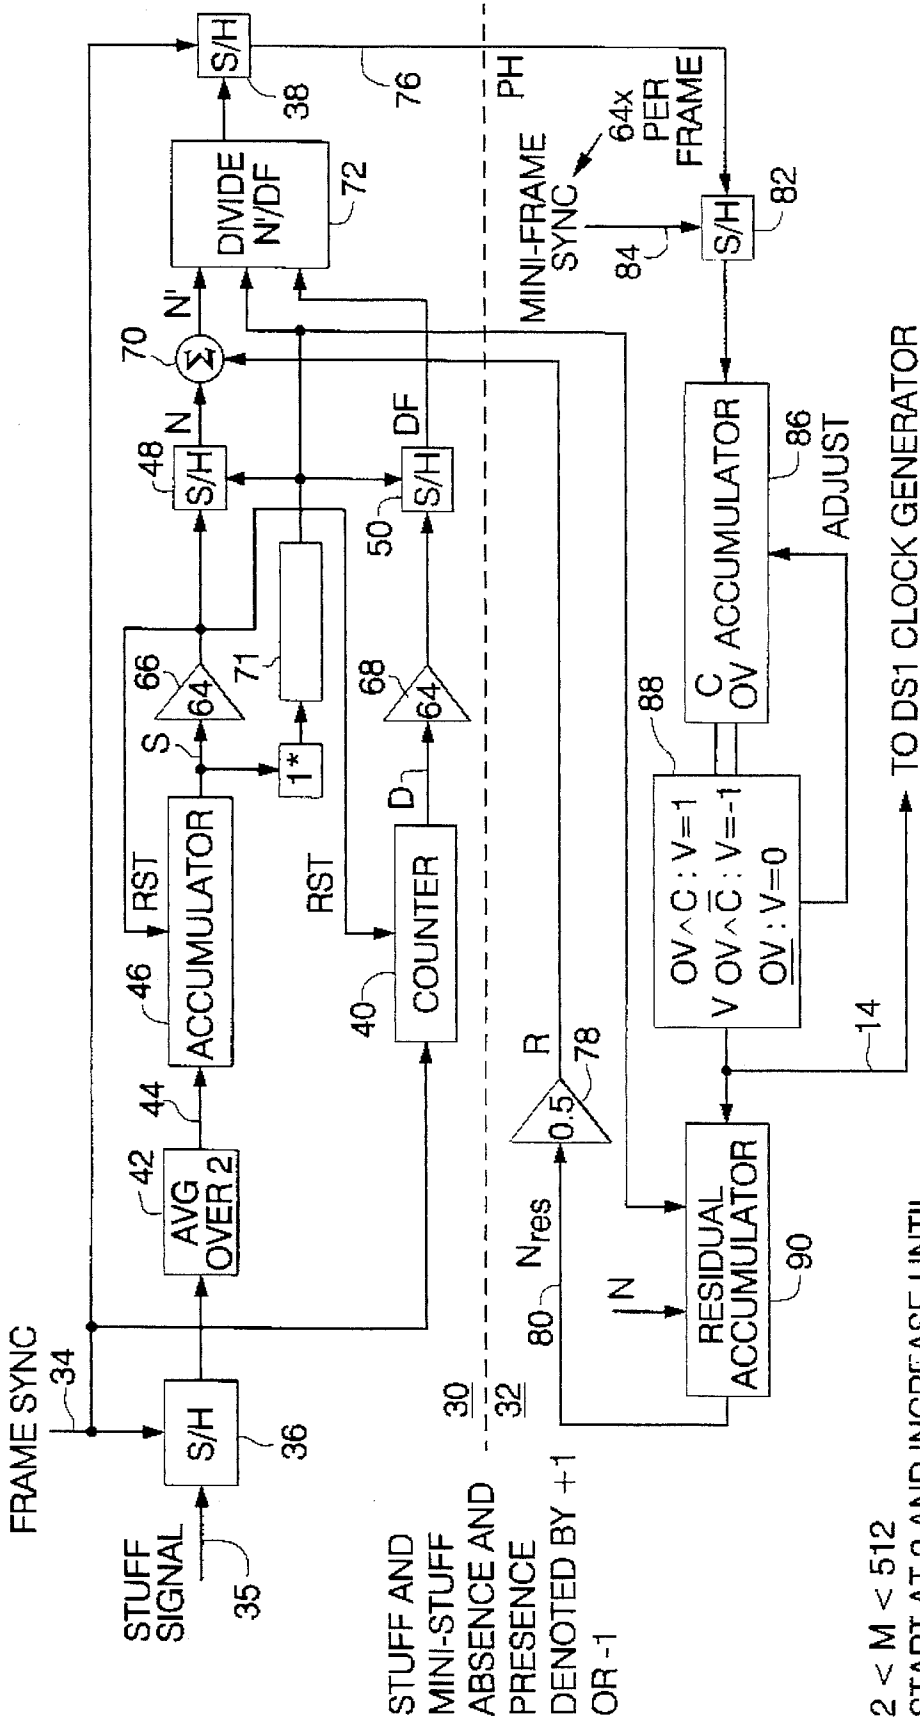 FRAME SYNC
34
STUFF
SIGNAL
35
S/H
36
42
AVG
OVER 2
44
46
ACCUMULATOR
RST
S
66
64
48
S/H
N
70
Σ
N'
DIVIDE
N'/DF
72
S/H
38
76
1*
71
RST
40
COUNTER
D
68
64
50
S/H
DF
30
32
PH
STUFF AND
MINI-STUFF
ABSENCE AND
PRESENCE
DENOTED BY +1
OR -1
80
Nres
0.5
78
R
MINI-FRAME
SYNC
64x
PER
FRAME
84
S/H
82
N
RESIDUAL
ACCUMULATOR
90
88
OV ∧ C : V=1
V OV ∧ C̅ : V=-1
OV : V=0
C
OV ACCUMULATOR
86
ADJUST
14
TO DS1 CLOCK GENERATOR
2 < M < 512